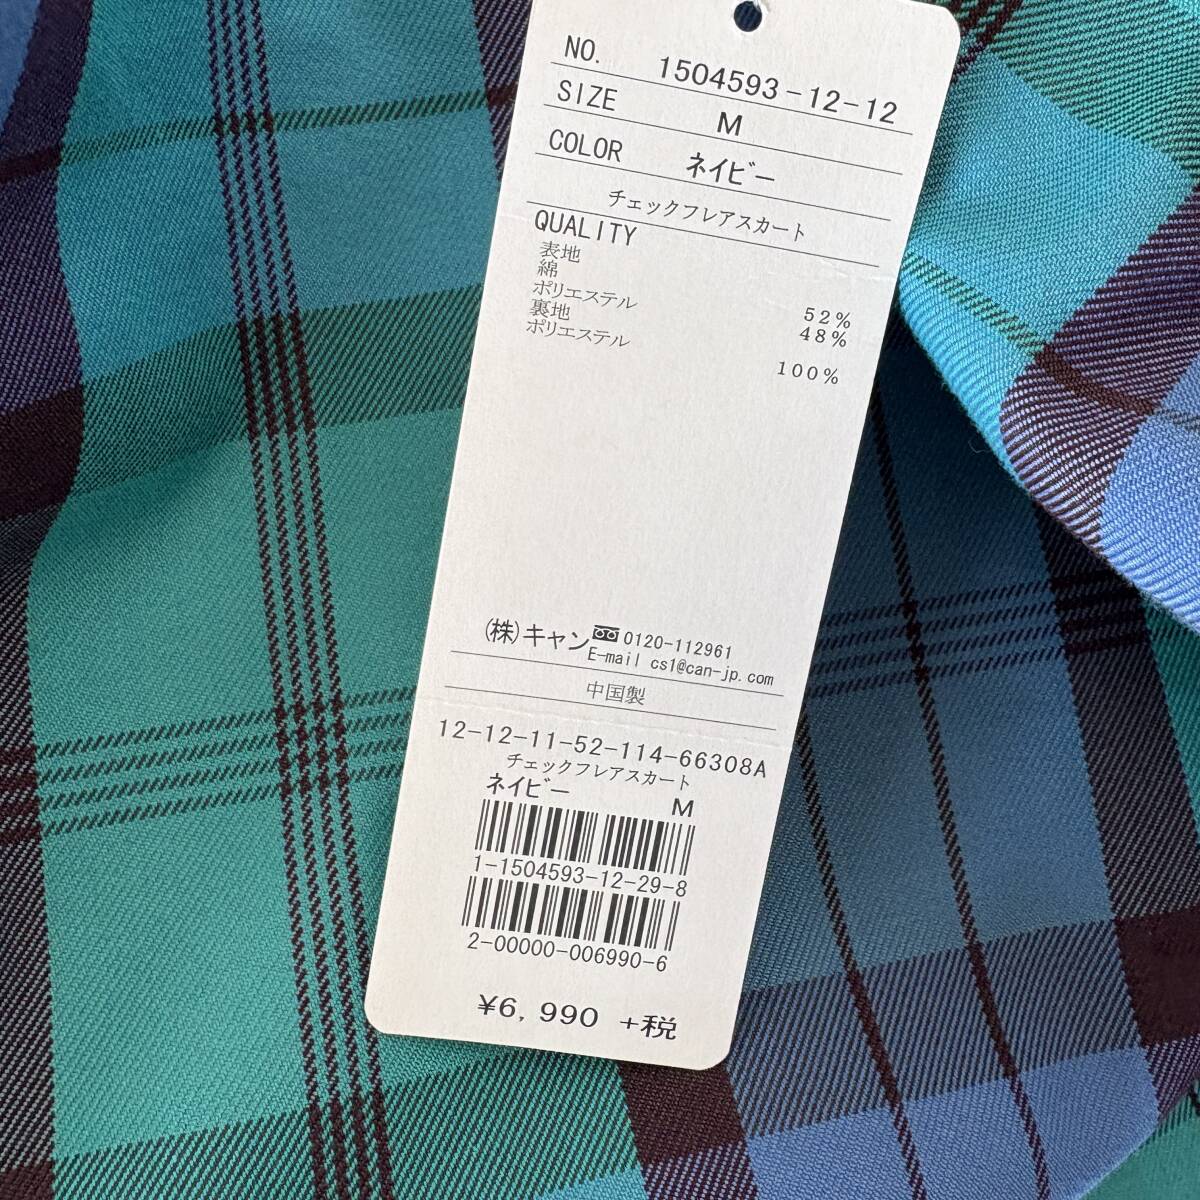 NO. 1504593-12-12
SIZE M
COLOR ネイビー
チェックフレアスカート
QUALITY
表地
綿 52%
ポリエステル 48%
裏地
ポリエステル 100%
(株)キャン 0120-112961
E-mail cs1@can-jp.com
中国製
12-12-11-52-114-66308A
チェックフレアスカート
ネイビー M
1-1504593-12-29-8
2-00000-006990-6
¥6,990 +税